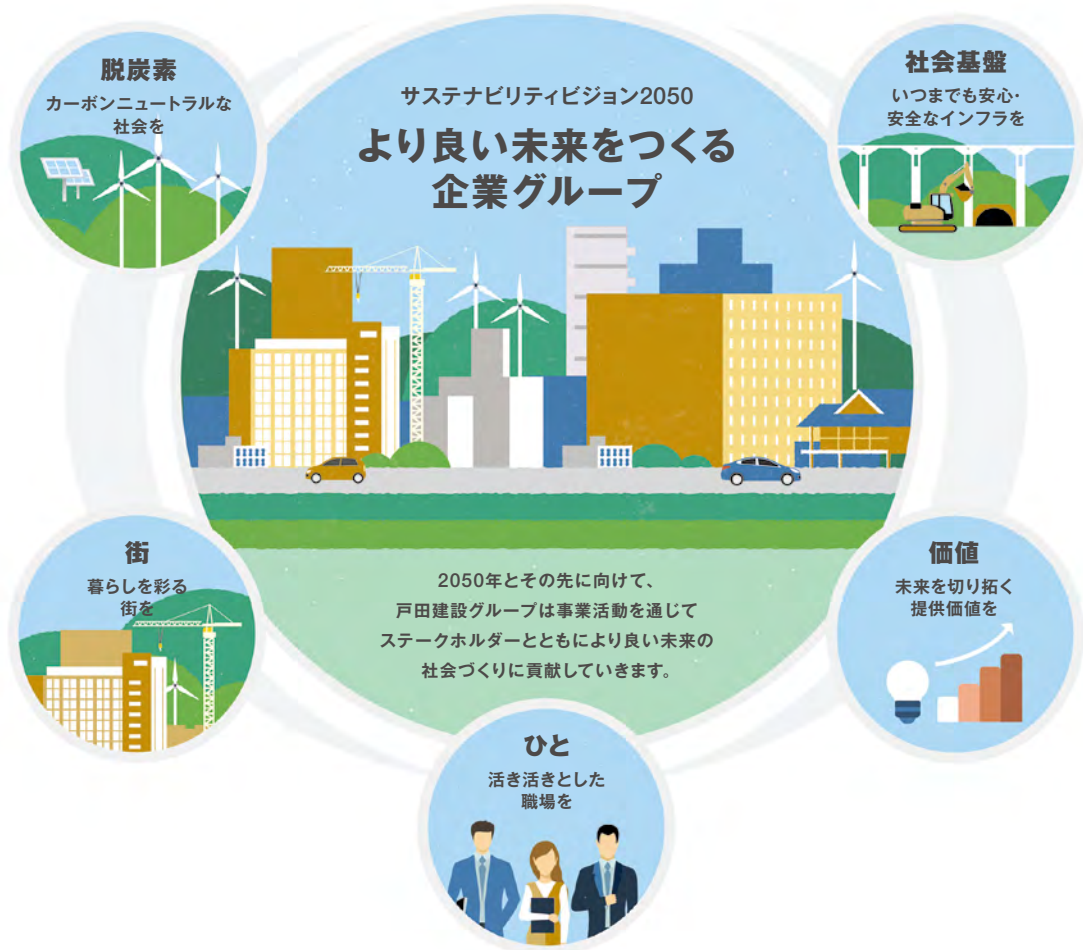 サステナビリティビジョン2050
より良い未来をつくる
企業グループ
脱炭素
カーボンニュートラルな
社会を
社会基盤
いつまでも安心・
安全なインフラを
街
暮らしを彩る
街を
価値
未来を切り拓く
提供価値を
2050年とその先に向けて、
戸田建設グループは事業活動を通じて
ステークホルダーとともにより良い未来の
社会づくりに貢献していきます。
ひと
活き活きとした
職場を